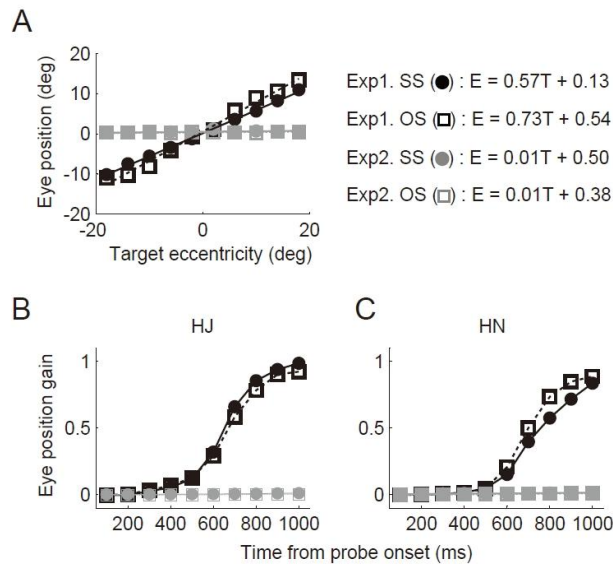 A
Eye position (deg)
20
10
0
-10
-20
-20
0
20
Target eccentricity (deg)
Exp1. SS (●) : E = 0.57T + 0.13
Exp1. OS (□) : E = 0.73T + 0.54
Exp2. SS (●) : E = 0.01T + 0.50
Exp2. OS (□) : E = 0.01T + 0.38
B
HJ
Eye position gain
1
0.5
0
200 400 600 800 1000
C
HN
1
0.5
0
200 400 600 800 1000
Time from probe onset (ms)